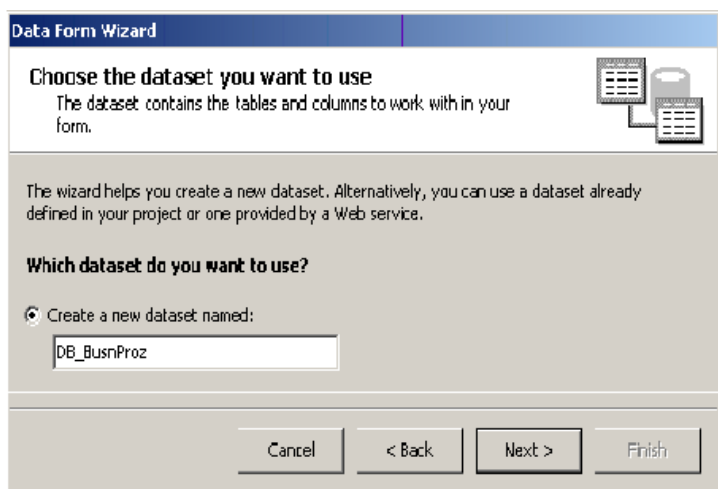 Data Form Wizard
Choose the dataset you want to use
The dataset contains the tables and columns to work with in your
form.
The wizard helps you create a new dataset. Alternatively, you can use a dataset already
defined in your project or one provided by a Web service.
Which dataset do you want to use?
Create a new dataset named:
DB_BusnProz
Cancel
< Back
Next >
Finish